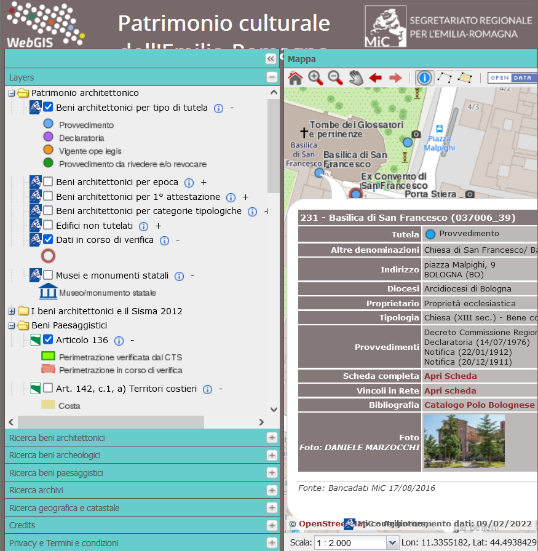 WebGIS
Patrimonio culturale
dell'Emilia-Romagna
MiC
SEGRETARIATO REGIONALE
PER L'EMILIA-ROMAGNA
Layers
Patrimonio architettonico
Beni architettonici per tipo di tutela -
Provvedimento
Declaratoria
Vigente ope legis
Provvedimento da rivedere e/o revocare
Beni architettonici per epoca +
Beni architettonici per 1° attestazione +
Beni architettonici per categorie tipologiche +
Edifici non tutelati +
Dati in corso di verifica -
Musei e monumenti statali -
Museo/monumento statale
I beni architettonici e il Sisma 2012
Beni Paesaggistici
Articolo 136 -
Perimetrazione verificata dal CTS
Perimetrazione in corso di verifica
Art. 142, c.1, a) Territori costieri -
Costa
Ricerca beni architettonici
Ricerca beni archeologici
Ricerca beni paesaggistici
Ricerca archivi
Ricerca geografica e catastale
Credits
Privacy e Termini e condizioni
Mappa
OPEN DATA
4/3
4/2
Tombe dei Glossatori
e pertinenze
Piazza
Malpighi
Basilica
di San
Francesco
Basilica di San
Francesco
Ex Convento di
San Francesco
Porta Stiera
231 - Basilica di San Francesco (037006_39)
Tutela Provvedimento
Altre denominazioni Chiesa di San Francesco/ Ba
Indirizzo piazza Malpighi, 9
BOLOGNA (BO)
Diocesi Arcidiocesi di Bologna
Proprietario Proprietà ecclesiastica
Tipologia Chiesa (XIII sec.) - Bene co
Provvedimenti Decreto Commissione Region
Declaratoria (14/07/1976)
Notifica (22/01/1912)
Notifica (20/12/1911)
Scheda completa Apri Scheda
Vincoli in Rete Apri scheda
Bibliografia Catalogo Polo Bolognese
Foto
Foto: DANIELE MARZOCCHI
Fonte: Bancadati MiC 17/08/2016
© OpenStreetMap contributors
Aggiornamento dati: 09/02/2022
Scala: 1 : 2.000 Lon: 11.3355182, Lat: 44.4938429